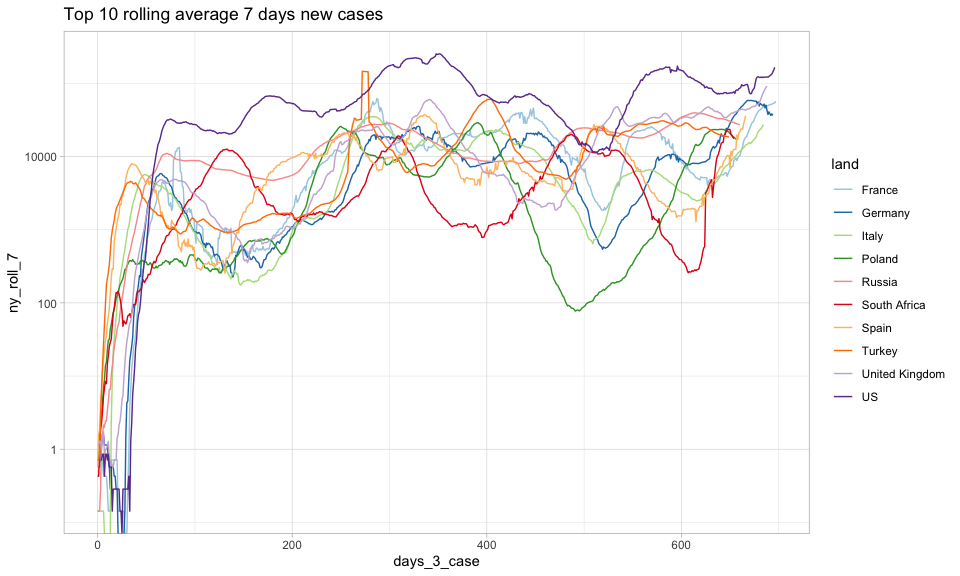 Top 10 rolling average 7 days new cases
ny_roll_7
10000
100
1
0
200
400
600
days_3_case
land
France
Germany
Italy
Poland
Russia
South Africa
Spain
Turkey
United Kingdom
US